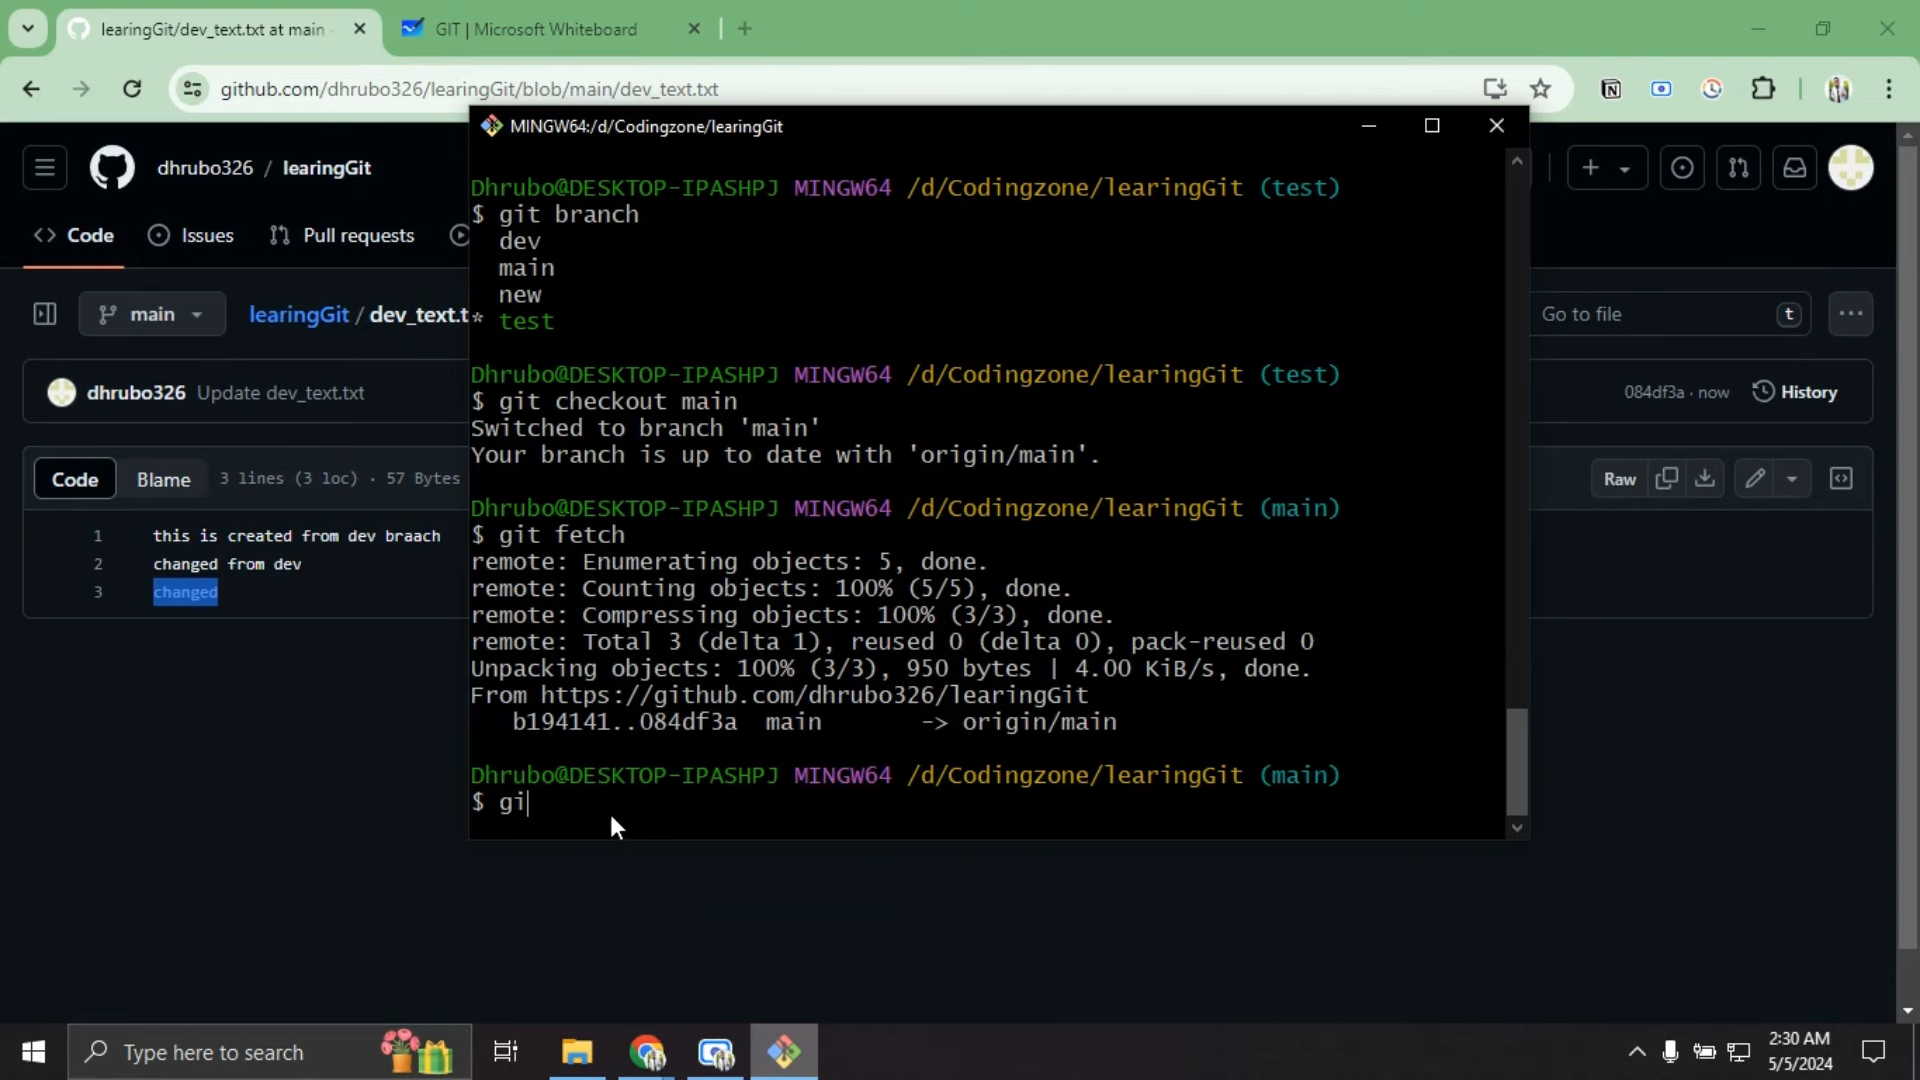 learingGit/dev_text.txt at main
GIT | Microsoft Whiteboard
github.com/dhrubo326/learingGit/blob/main/dev_text.txt
MINGW64:/d/Codingzone/learingGit
dhrubo326 / learingGit
Code
Issues
Pull requests
main
learingGit / dev_text.t
Go to file
t
dhrubo326 Update dev_text.txt
084df3a · now
History
Code
Blame
3 lines (3 loc) · 57 Bytes
Raw
1 this is created from dev braach
2 changed from dev
3 changed
Dhrubo@DESKTOP-IPASHPJ MINGW64 /d/Codingzone/learingGit (test)
$ git branch
dev
main
new
* test
Dhrubo@DESKTOP-IPASHPJ MINGW64 /d/Codingzone/learingGit (test)
$ git checkout main
Switched to branch 'main'
Your branch is up to date with 'origin/main'.
Dhrubo@DESKTOP-IPASHPJ MINGW64 /d/Codingzone/learingGit (main)
$ git fetch
remote: Enumerating objects: 5, done.
remote: Counting objects: 100% (5/5), done.
remote: Compressing objects: 100% (3/3), done.
remote: Total 3 (delta 1), reused 0 (delta 0), pack-reused 0
Unpacking objects: 100% (3/3), 950 bytes | 4.00 KiB/s, done.
From https://github.com/dhrubo326/learingGit
b194141..084df3a  main       -> origin/main
Dhrubo@DESKTOP-IPASHPJ MINGW64 /d/Codingzone/learingGit (main)
$ gi
Type here to search
2:30 AM
5/5/2024